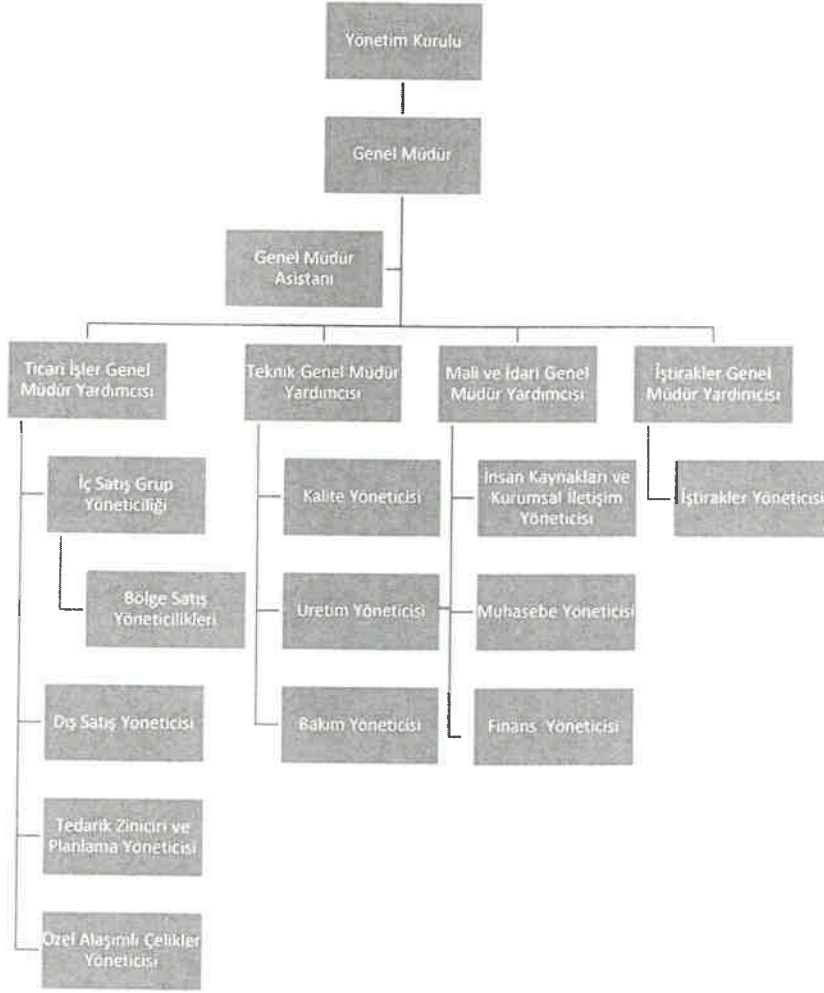 Yönetim Kurulu
Genel Müdür
Genel Müdür
Asistanı
Ticari İşler Genel
Müdür Yardımcısı
Teknik Genel Müdür
Yardımcısı
Mali ve İdari Genel
Müdür Yardımcısı
İştirakler Genel
Müdür Yardımcısı
İç Satış Grup
Yöneticiliği
Bölge Satış
Yöneticilikleri
Dış Satış Yöneticisi
Tedarik Ziniciri ve
Planlama Yöneticisi
Özel Alaşımlı Çelikler
Yöneticisi
Kalite Yöneticisi
Üretim Yöneticisi
Bakım Yöneticisi
İnsan Kaynakları ve
Kurumsal İletişim
Yöneticisi
Muhasebe Yöneticisi
Finans Yöneticisi
İştirakler Yöneticisi